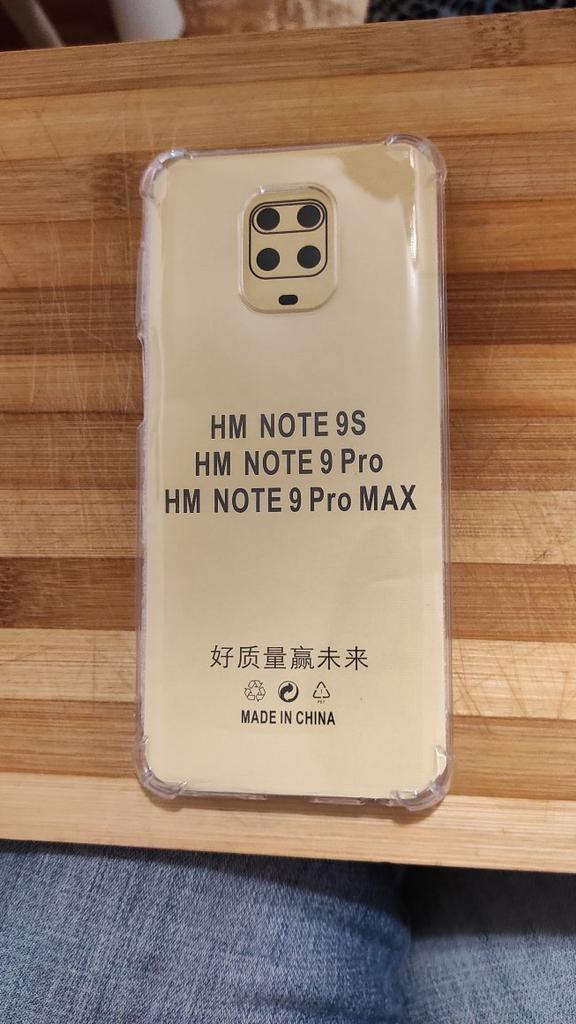 HM NOTE 9S
HM NOTE 9 Pro
HM NOTE 9 Pro MAX
好质量赢未来
PET
MADE IN CHINA